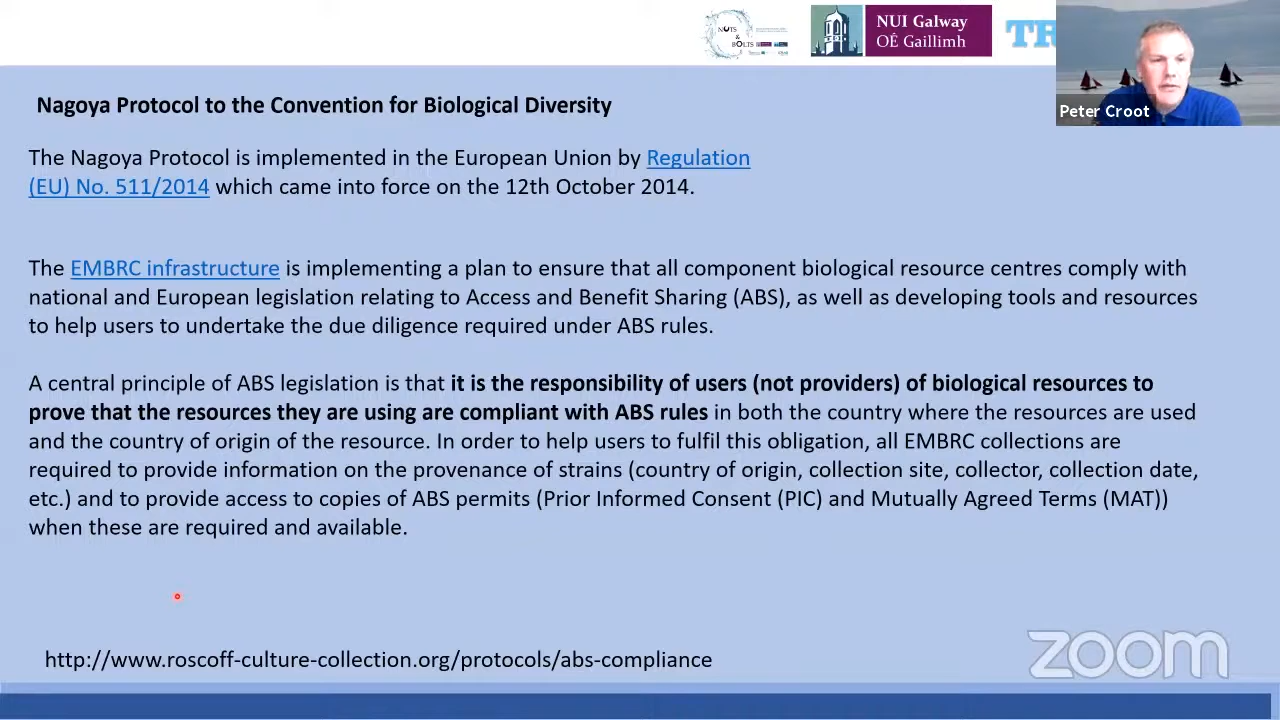 NUTS
&
BOLTS
NUI Galway
OÉ Gaillimh
TR
Peter Croot
Nagoya Protocol to the Convention for Biological Diversity
The Nagoya Protocol is implemented in the European Union by Regulation
(EU) No. 511/2014 which came into force on the 12th October 2014.
The EMBRC infrastructure is implementing a plan to ensure that all component biological resource centres comply with
national and European legislation relating to Access and Benefit Sharing (ABS), as well as developing tools and resources
to help users to undertake the due diligence required under ABS rules.
A central principle of ABS legislation is that it is the responsibility of users (not providers) of biological resources to
prove that the resources they are using are compliant with ABS rules in both the country where the resources are used
and the country of origin of the resource. In order to help users to fulfil this obligation, all EMBRC collections are
required to provide information on the provenance of strains (country of origin, collection site, collector, collection date,
etc.) and to provide access to copies of ABS permits (Prior Informed Consent (PIC) and Mutually Agreed Terms (MAT))
when these are required and available.
http://www.roscoff-culture-collection.org/protocols/abs-compliance
zoom